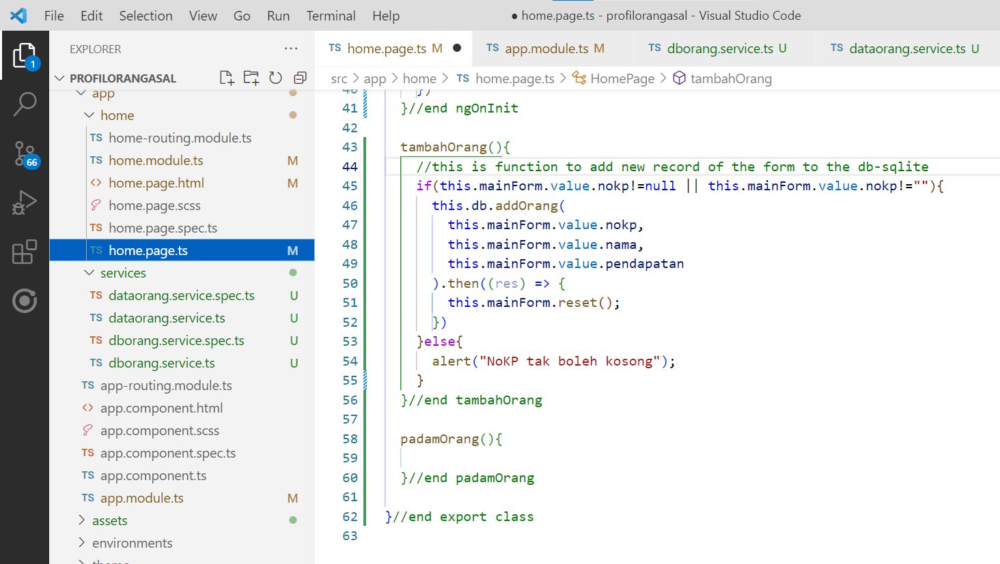 File Edit Selection View Go Run Terminal Help
● home.page.ts - profilorangasal - Visual Studio Code
EXPLORER ···
TS home.page.ts M ●
TS app.module.ts M
TS dborang.service.ts U
TS dataorang.service.ts U
1
66
PROFILORANGASAL
app
home
TS home-routing.module.ts
TS home.module.ts M
<> home.page.html M
home.page.scss
TS home.page.spec.ts
TS home.page.ts M
services
TS dataorang.service.spec.ts U
TS dataorang.service.ts U
TS dborang.service.spec.ts U
TS dborang.service.ts U
TS app-routing.module.ts
<> app.component.html
app.component.scss
TS app.component.spec.ts
TS app.component.ts
TS app.module.ts M
assets
environments
theme
src > app > home > TS home.page.ts > HomePage > tambahOrang
40 })
41 }//end ngOnInit
42
43 tambahOrang(){
44 //this is function to add new record of the form to the db-sqlite
45 if(this.mainForm.value.nokp!=null || this.mainForm.value.nokp!=""){
46 this.db.addOrang(
47 this.mainForm.value.nokp,
48 this.mainForm.value.nama,
49 this.mainForm.value.pendapatan
50 ).then((res) => {
51 this.mainForm.reset();
52 })
53 }else{
54 alert("NoKP tak boleh kosong");
55 }
56 }//end tambahOrang
57
58 padamOrang(){
59
60 }//end padamOrang
61
62 }//end export class
63